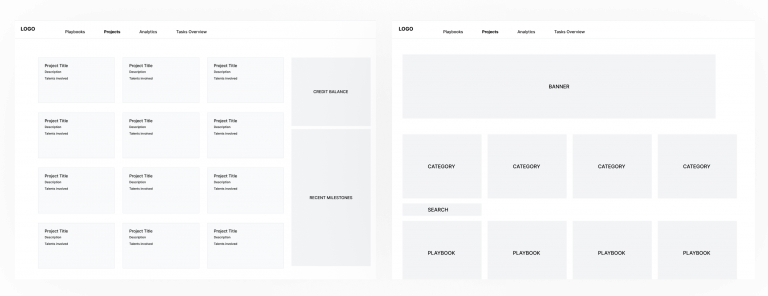 LOGO
Playbooks Projects Analytics Tasks Overview
Project Title
Description
Talents Involved
Project Title
Description
Talents Involved
Project Title
Description
Talents Involved
CREDIT BALANCE
Project Title
Description
Talents Involved
Project Title
Description
Talents Involved
Project Title
Description
Talents Involved
Project Title
Description
Talents Involved
Project Title
Description
Talents Involved
Project Title
Description
Talents Involved
RECENT MILESTONES
Project Title
Description
Talents Involved
Project Title
Description
Talents Involved
Project Title
Description
Talents Involved
LOGO
Playbooks Projects Analytics Tasks Overview
BANNER
CATEGORY CATEGORY CATEGORY CATEGORY
SEARCH
PLAYBOOK PLAYBOOK PLAYBOOK PLAYBOOK